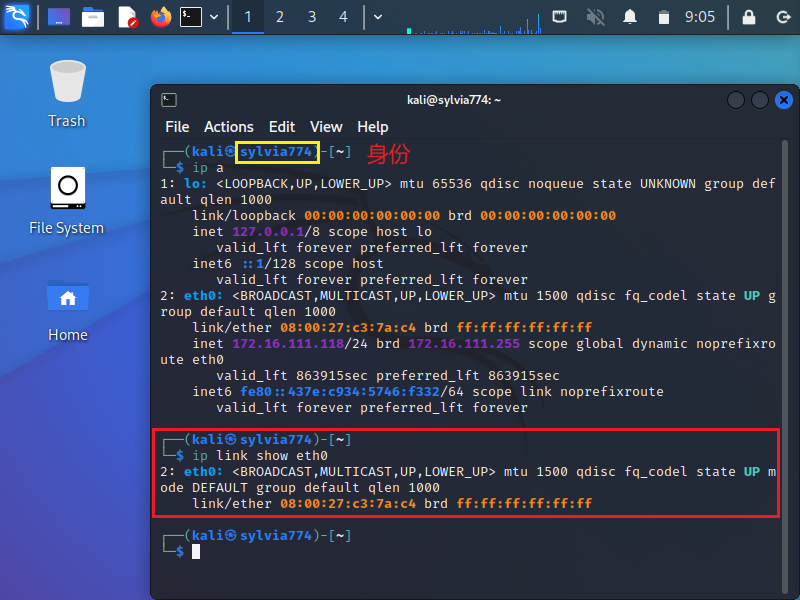 1 2 3 4 9:05
Trash
File System
Home
kali@sylvia774: ~
File Actions Edit View Help
┌──(kali㉿sylvia774)-[~] 身份
└─$ ip a
1: lo: <LOOPBACK,UP,LOWER_UP> mtu 65536 qdisc noqueue state UNKNOWN group def
ault qlen 1000
link/loopback 00:00:00:00:00:00 brd 00:00:00:00:00:00
inet 127.0.0.1/8 scope host lo
valid_lft forever preferred_lft forever
inet6 ::1/128 scope host
valid_lft forever preferred_lft forever
2: eth0: <BROADCAST,MULTICAST,UP,LOWER_UP> mtu 1500 qdisc fq_codel state UP g
roup default qlen 1000
link/ether 08:00:27:c3:7a:c4 brd ff:ff:ff:ff:ff:ff
inet 172.16.111.118/24 brd 172.16.111.255 scope global dynamic noprefixro
ute eth0
valid_lft 863915sec preferred_lft 863915sec
inet6 fe80::437e:c934:5746:f332/64 scope link noprefixroute
valid_lft forever preferred_lft forever
┌──(kali㉿sylvia774)-[~]
└─$ ip link show eth0
2: eth0: <BROADCAST,MULTICAST,UP,LOWER_UP> mtu 1500 qdisc fq_codel state UP m
ode DEFAULT group default qlen 1000
link/ether 08:00:27:c3:7a:c4 brd ff:ff:ff:ff:ff:ff
┌──(kali㉿sylvia774)-[~]
└─$